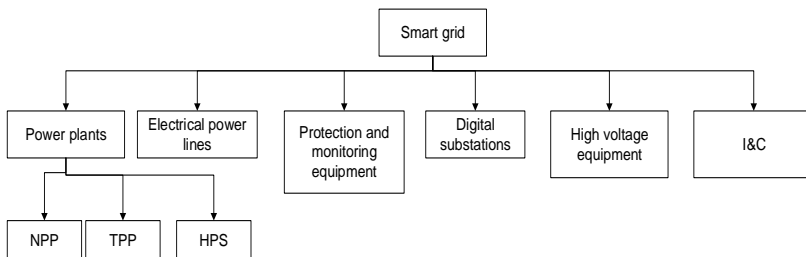 Smart grid
Power plants
Electrical power
lines
Protection and
monitoring
equipment
Digital
substations
High voltage
equipment
I&C
NPP
TPP
HPS